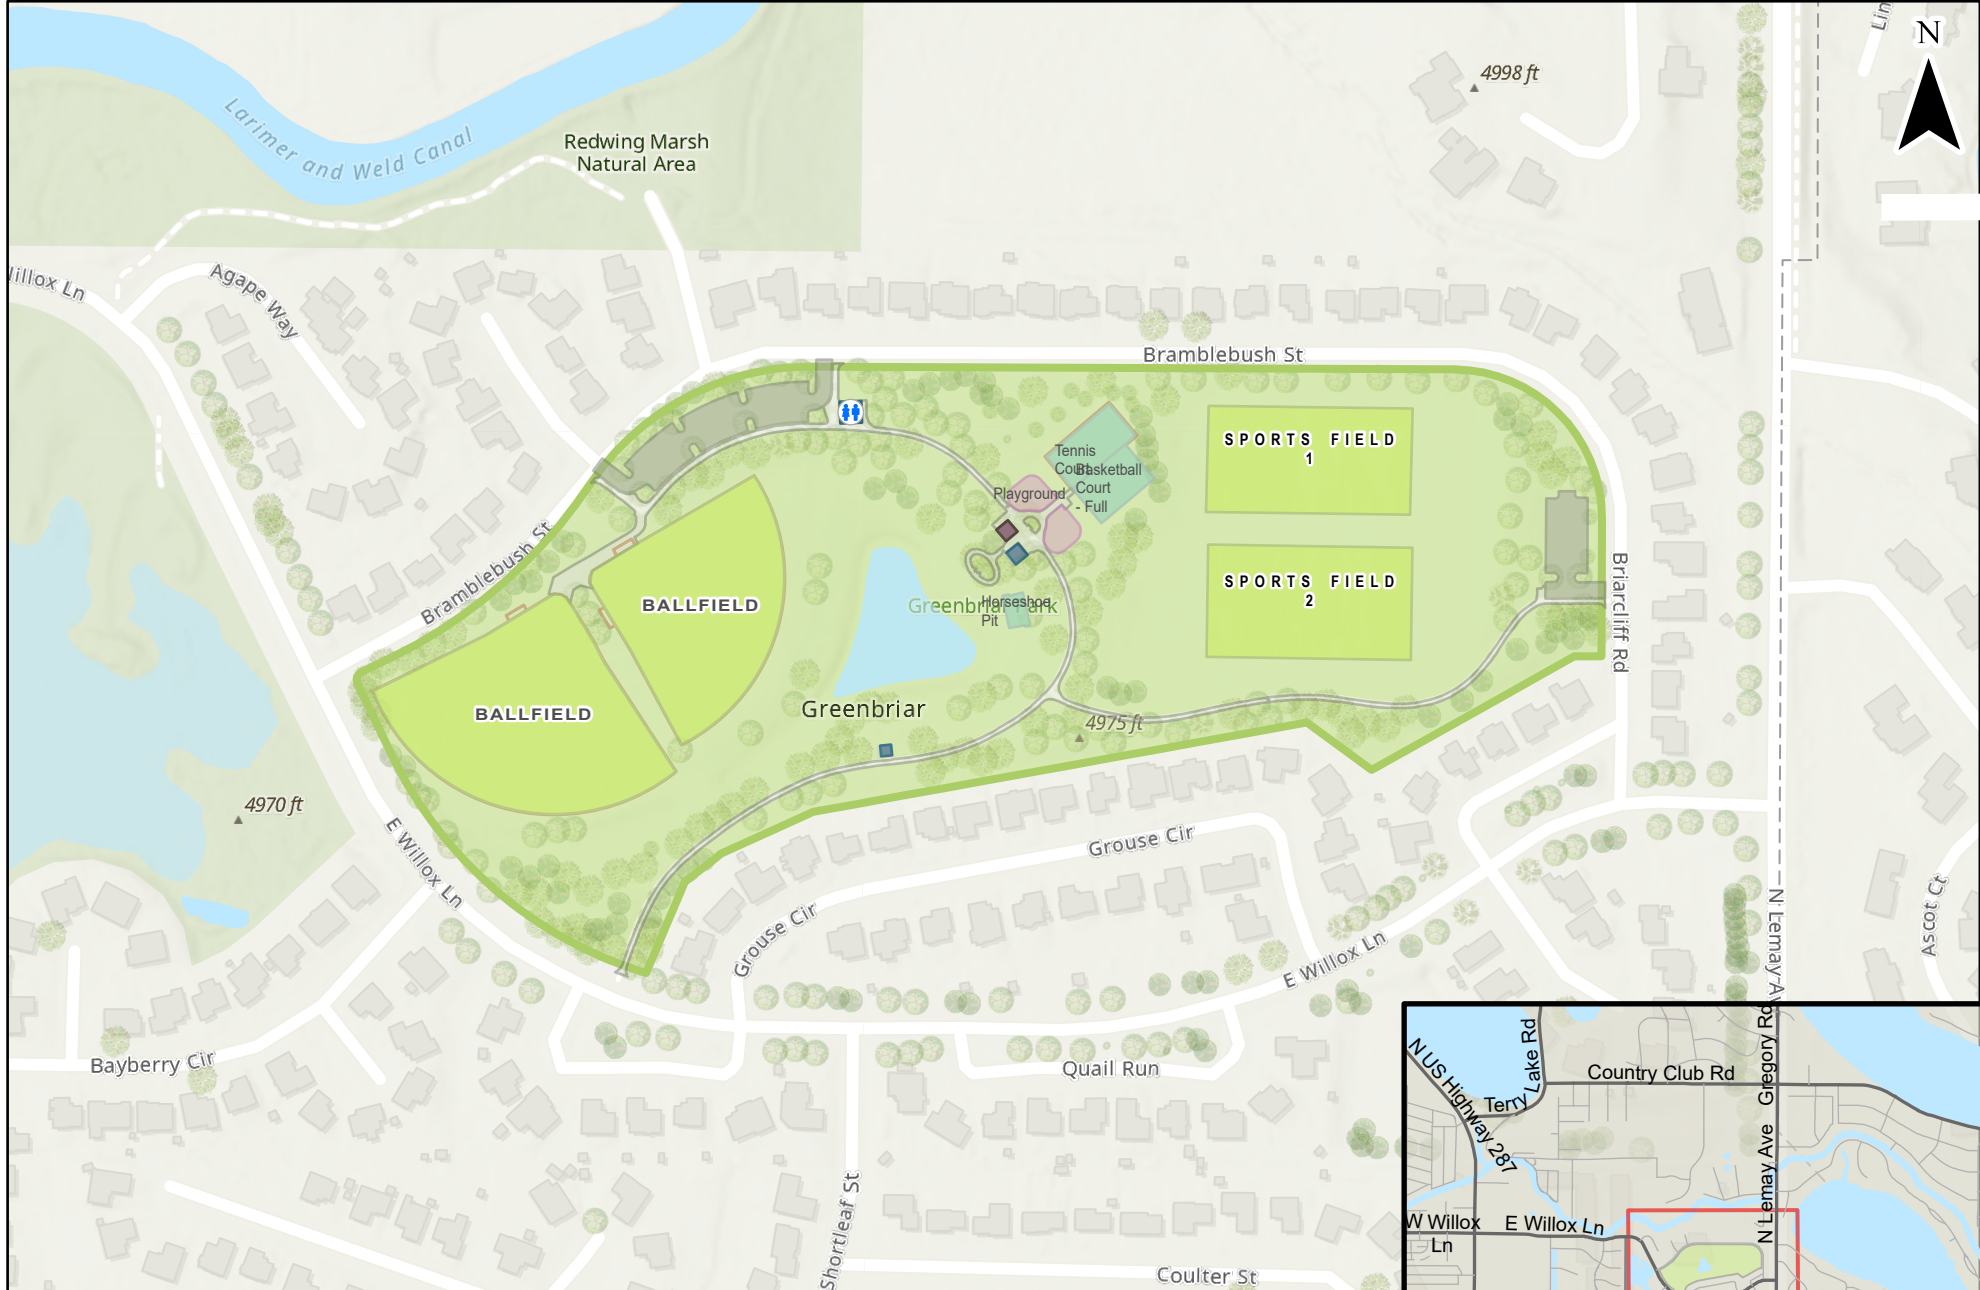 Lin
N
4998 ft
Larimer and Weld Canal
Redwing Marsh
Natural Area
Willox Ln
Agape Way
Bramblebush St
SPORTS FIELD
1
Tennis
Court
Basketball
Court
- Full
Playground
Bramblebush St
BALLFIELD
SPORTS FIELD
2
Horseshoe
Pit
Greenbriar Park
Briarcliff Rd
BALLFIELD
Greenbriar
4975 ft
4970 ft
E Willox Ln
Grouse Cir
Grouse Cir
E Willox Ln
N Lemay Av
Ascot Ct
Bayberry Cir
Quail Run
Shortleaf St
Coulter St
N US Highway 287
Terry Lake Rd
Country Club Rd
Gregory Rd
N Lemay Ave
W Willox
Ln
E Willox Ln